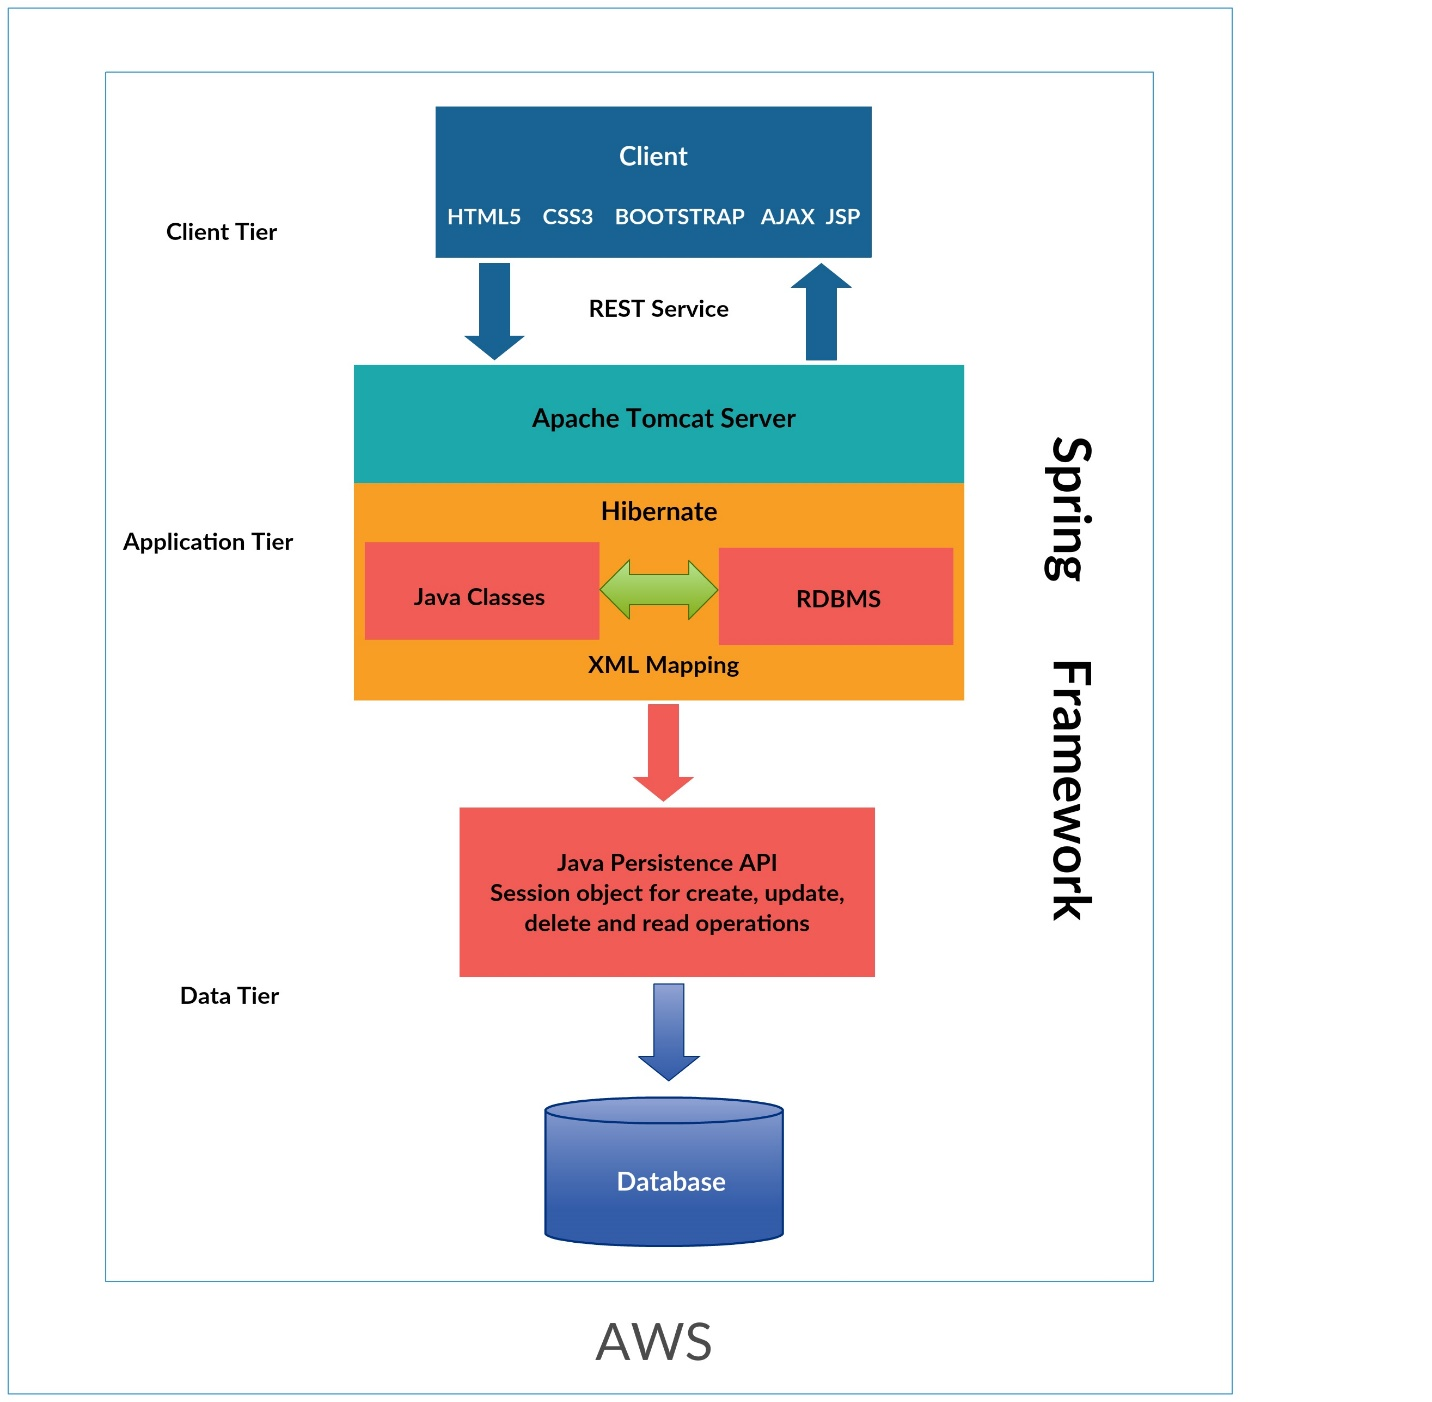 Client
HTML5 CSS3 BOOTSTRAP AJAX JSP
Client Tier
REST Service
Apache Tomcat Server
Hibernate
Application Tier
Java Classes
RDBMS
XML Mapping
Spring Framework
Java Persistence API
Session object for create, update,
delete and read operations
Data Tier
Database
AWS